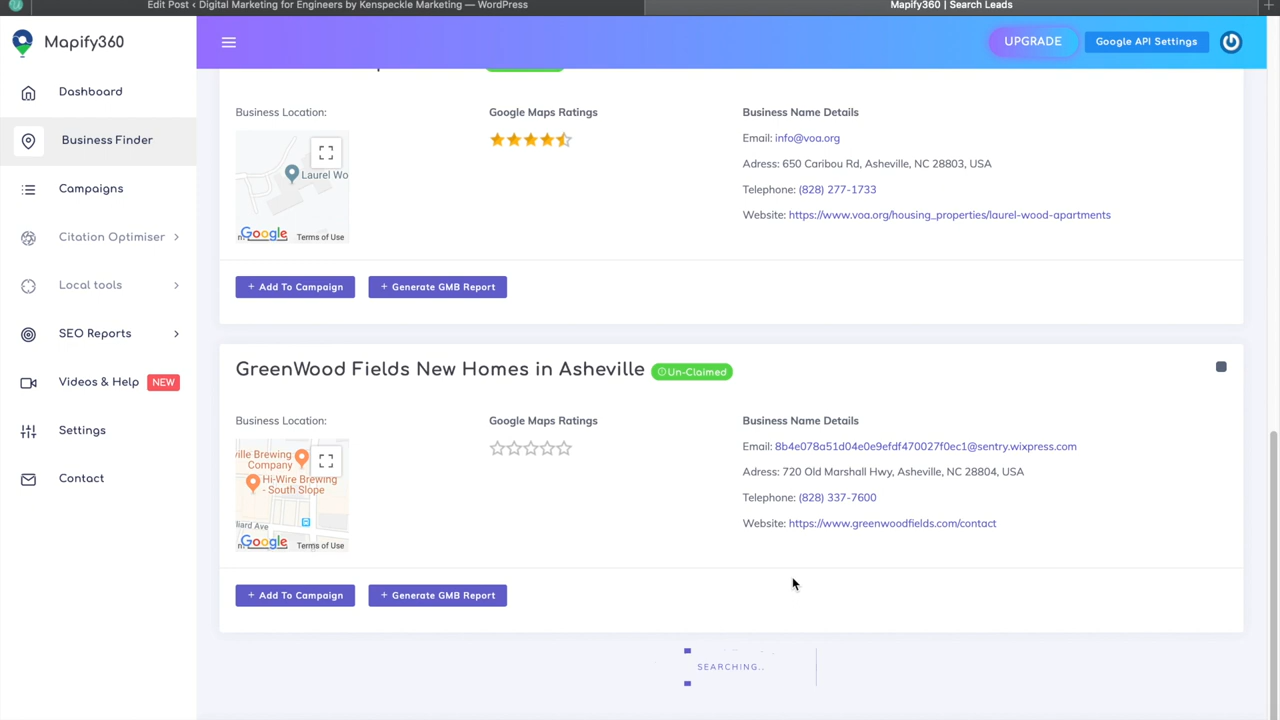 Edit Post ‹ Digital Marketing for Engineers by Kenspeckle Marketing — WordPress
Mapify360 | Search Leads
Mapify360
UPGRADE
Google API Settings
Dashboard
Business Finder
Campaigns
Citation Optimiser
Local tools
SEO Reports
Videos & Help NEW
Settings
Contact
Business Location:
Google Maps Ratings
Business Name Details
Laurel Wo
Google Terms of Use
Email: info@voa.org
Adress: 650 Caribou Rd, Asheville, NC 28803, USA
Telephone: (828) 277-1733
Website: https://www.voa.org/housing_properties/laurel-wood-apartments
+ Add To Campaign
+ Generate GMB Report
GreenWood Fields New Homes in Asheville Un-Claimed
Business Location:
Google Maps Ratings
Business Name Details
ville Brewing
Company
Hi-Wire Brewing
- South Slope
lliard Ave
Google Terms of Use
Email: 8b4e078a51d04e0e9efdf470027f0ec1@sentry.wixpress.com
Adress: 720 Old Marshall Hwy, Asheville, NC 28804, USA
Telephone: (828) 337-7600
Website: https://www.greenwoodfields.com/contact
+ Add To Campaign
+ Generate GMB Report
SEARCHING..